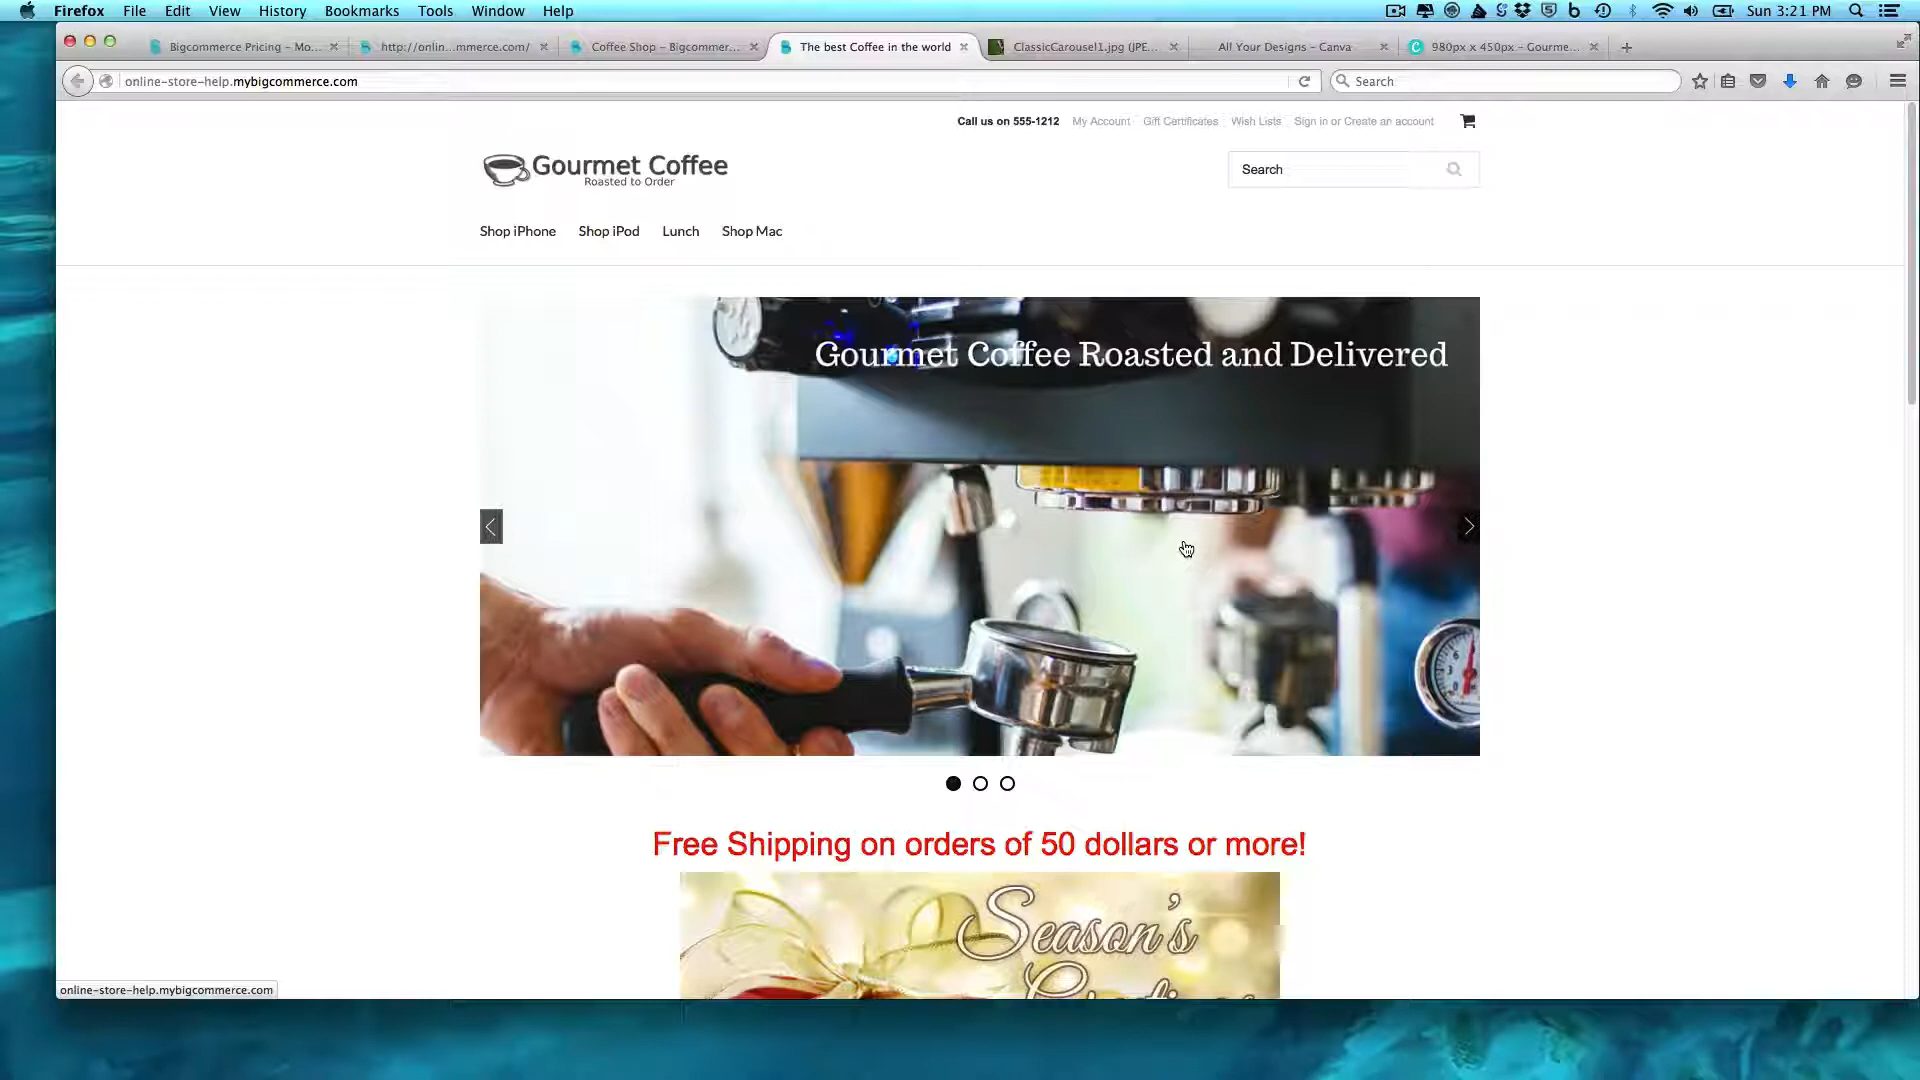 Firefox File Edit View History Bookmarks Tools Window Help Sun 3:21 PM
Bigcommerce Pricing – Mo... http://onlin...mmerce.com/ Coffee Shop – Bigcommer... The best Coffee in the world ClassicCarousel1.jpg (JPE... All Your Designs – Canva 980px x 450px – Gourme...
online-store-help.mybigcommerce.com Search
Call us on 555-1212 My Account Gift Certificates Wish Lists Sign in or Create an account
Gourmet Coffee
Roasted to Order
Search
Shop iPhone Shop iPod Lunch Shop Mac
Gourmet Coffee Roasted and Delivered
Free Shipping on orders of 50 dollars or more!
Season's
online-store-help.mybigcommerce.com